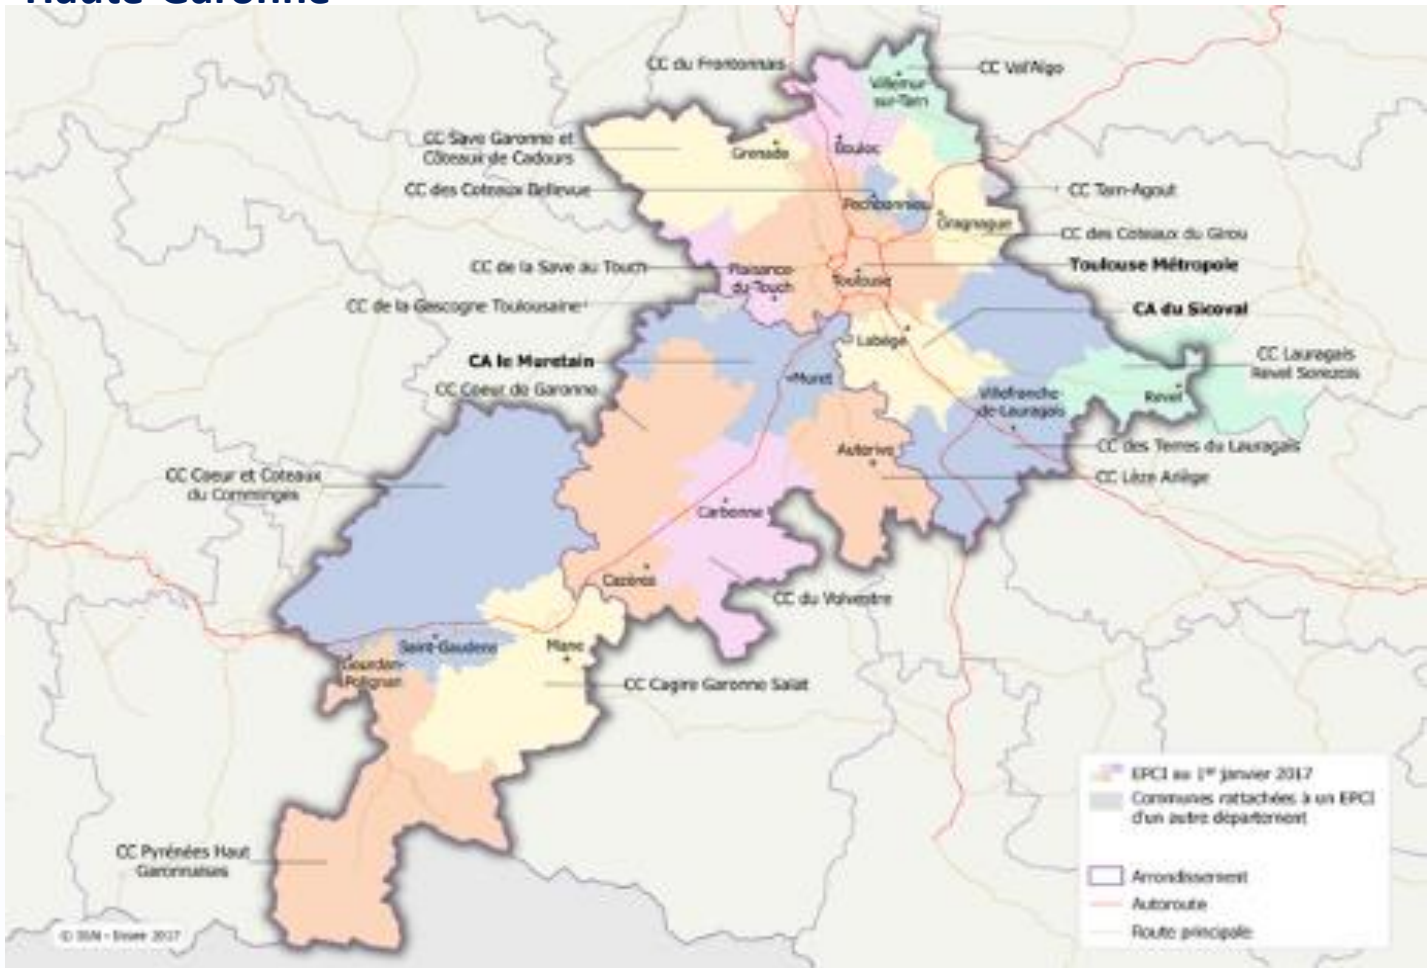 Haute-Garonne
CC du Frontonnais
CC Val'Aïgo
Villemur-
sur-Tarn
CC Save Garonne et
Côteaux de Cadours
Grenade
Bouloc
CC des Coteaux Bellevue
CC Tarn-Agout
Pechbonnieu
Gragnague
CC des Coteaux du Girou
CC de la Save au Touch
Plaisance-
du-Touch
Toulouse
Toulouse Métropole
CC de la Gascogne Toulousaine
CA du Sicoval
Labège
CA le Muretain
CC Lauragais
Revel Sorezois
Muret
CC Coeur de Garonne
Villefranche-
de-Lauragais
Revel
CC des Terres du Lauragais
Auterive
CC Lèze Ariège
CC Coeur et Coteaux
du Comminges
Carbonne
Cazères
CC du Volvestre
Saint-Gaudens
Mane
Gourdan-
Polignan
CC Cagire Garonne Salat
EPCI au 1er janvier 2017
Communes rattachées à un EPCI
d'un autre département
CC Pyrénées Haut
Garonnaises
Arrondissement
Autoroute
Route principale
© IGN - Insee 2017